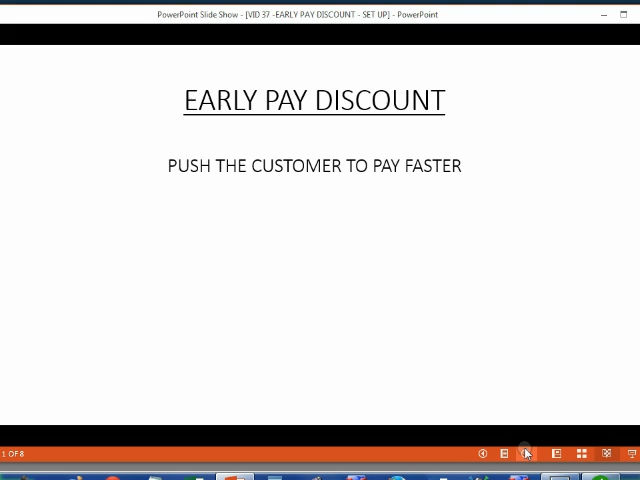 PowerPoint Slide Show - [VID 37 -EARLY PAY DISCOUNT - SET UP] - PowerPoint
EARLY PAY DISCOUNT
PUSH THE CUSTOMER TO PAY FASTER
1 OF 8